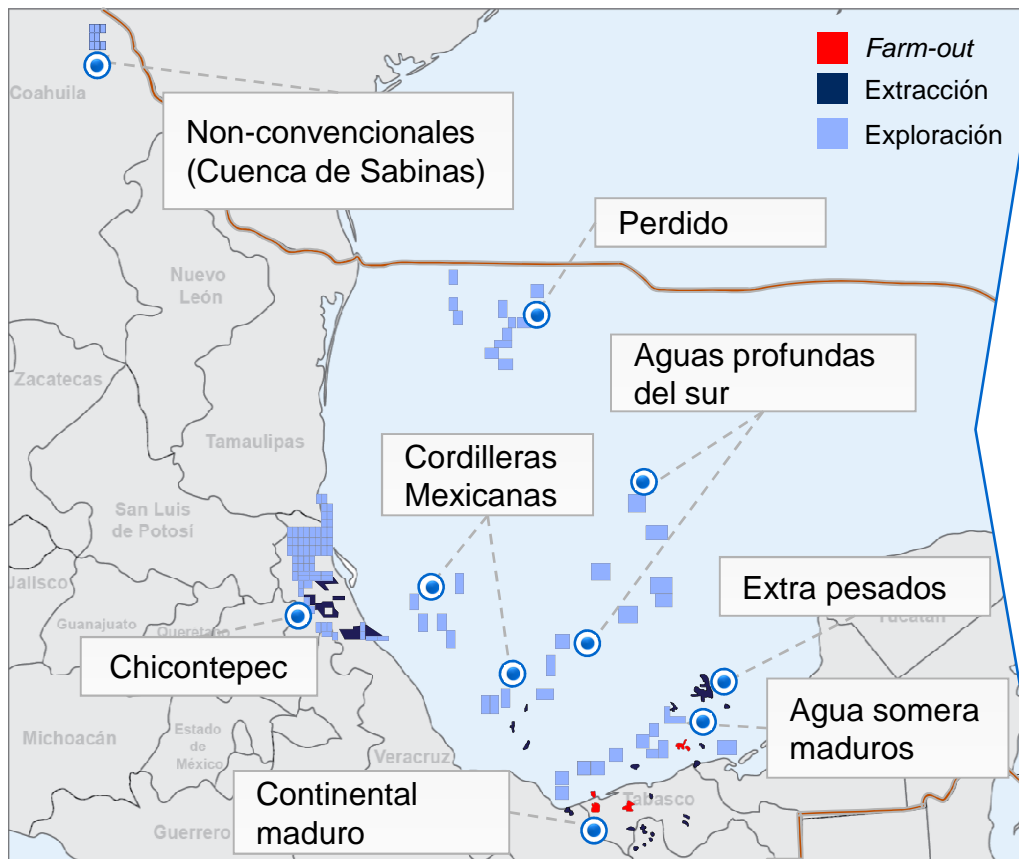 Farm-out
Extracción
Exploración
Coahuila
Non-convencionales
(Cuenca de Sabinas)
Perdido
Nuevo
León
Aguas profundas
del sur
Zacatecas
Tamaulipas
Cordilleras
Mexicanas
San Luis
de Potosí
Jalisco
Extra pesados
Guanajuato
Querétaro
Yucatán
Chicontepec
Agua somera
maduros
Michoacán
Estado
de
México
Veracruz
Continental
maduro
Tabasco
Guerrero